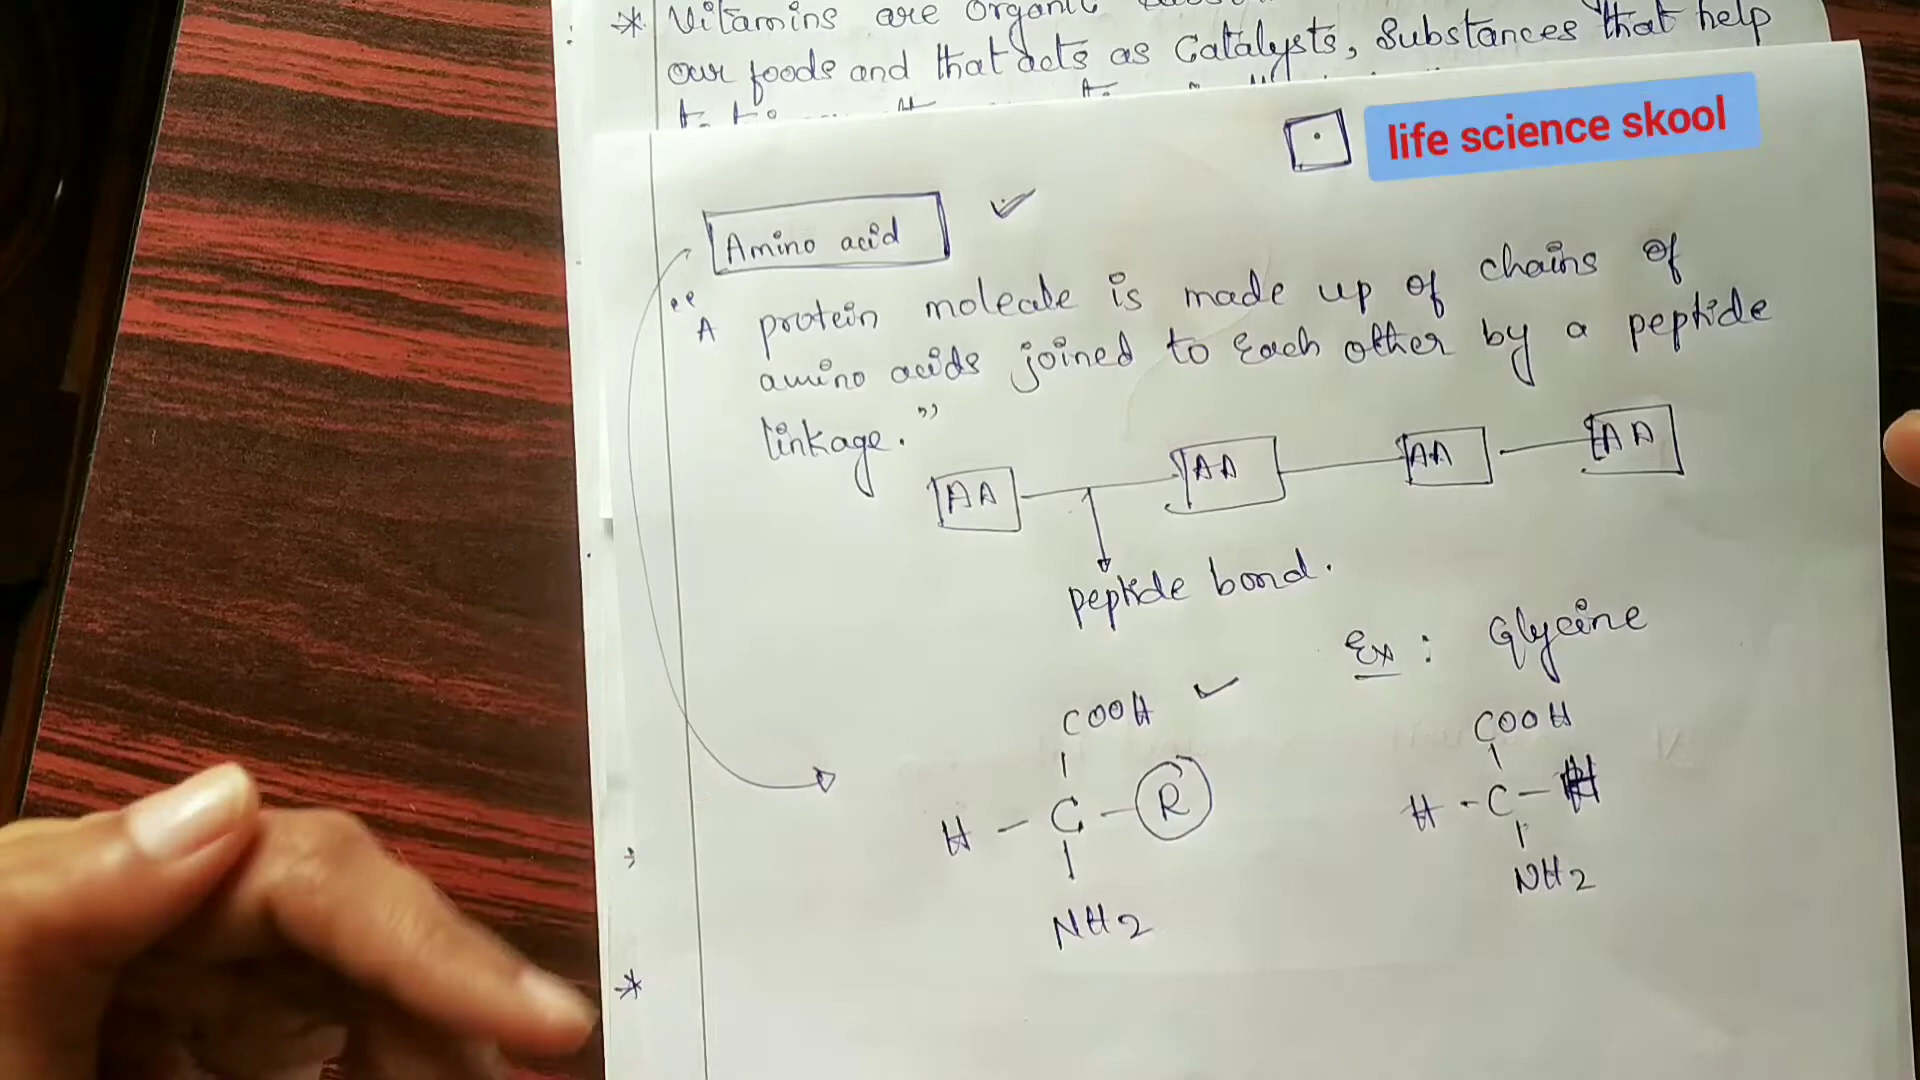 * Vitamins are Organic
our foods and that acts as Catalysts, Substances that help
life science skool
Amino acid
"A protein molecule is made up of chains of
amino acids joined to Each other by a peptide
linkage."
AA AA AA AA
peptide bond.
Ex: Glycine
COOH
H - C - R
NH2
COOH
H - C - H
NH2
*